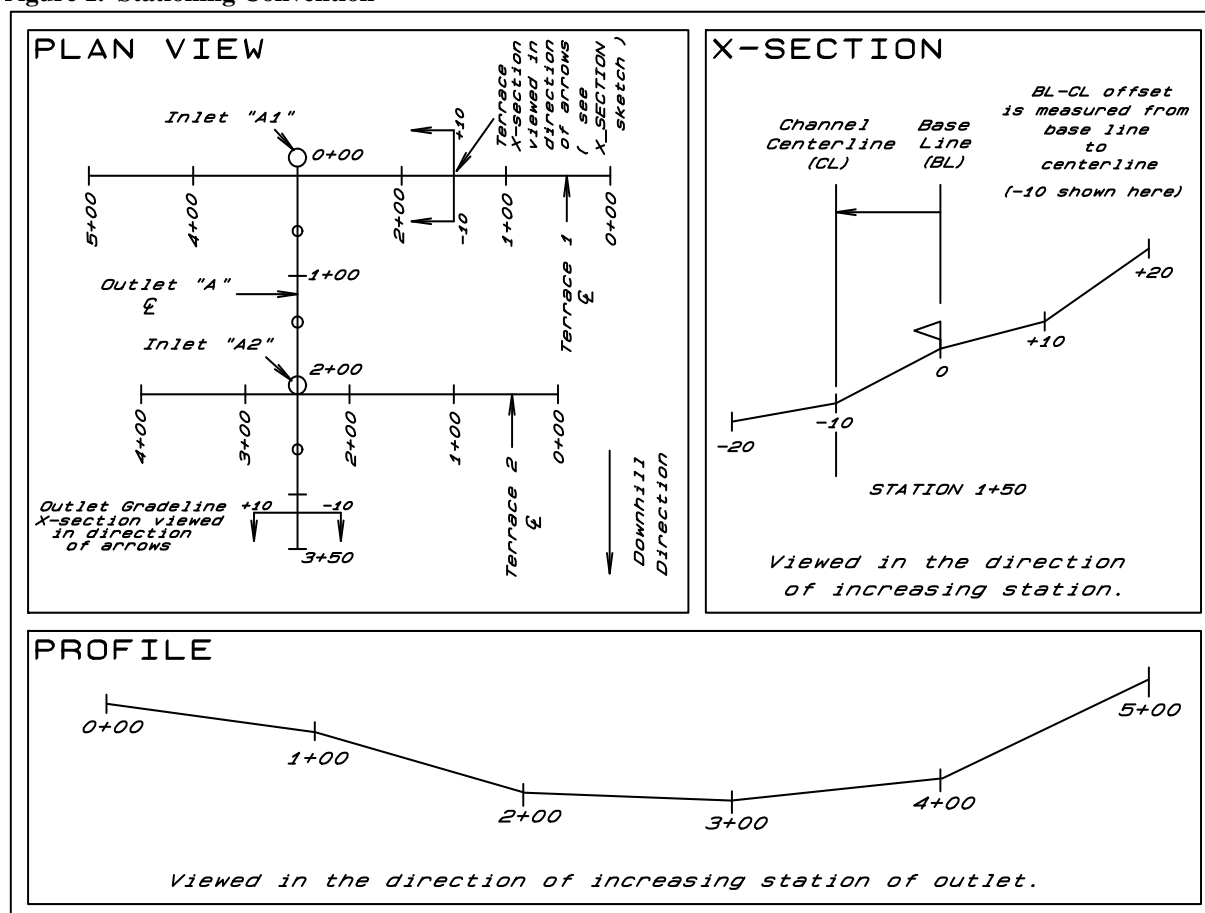 Figure 1. Stationing Convention
PLAN VIEW
Inlet "A1"
0+00
Terrace
X-section
viewed in
direction
of arrows
( see
X_SECTION
sketch )
+10
-10
5+00
4+00
2+00
1+00
0+00
Terrace 1
℄
1+00
Outlet "A"
℄
Inlet "A2"
2+00
4+00
3+00
2+00
1+00
0+00
Terrace 2
℄
Downhill
Direction
Outlet Gradeline
X-section viewed
in direction
of arrows
+10
-10
3+50
X-SECTION
BL-CL offset
is measured from
base line
to
centerline
(-10 shown here)
Channel
Centerline
(CL)
Base
Line
(BL)
+20
+10
0
-10
-20
STATION 1+50
Viewed in the direction
of increasing station.
PROFILE
0+00
1+00
2+00
3+00
4+00
5+00
Viewed in the direction of increasing station of outlet.